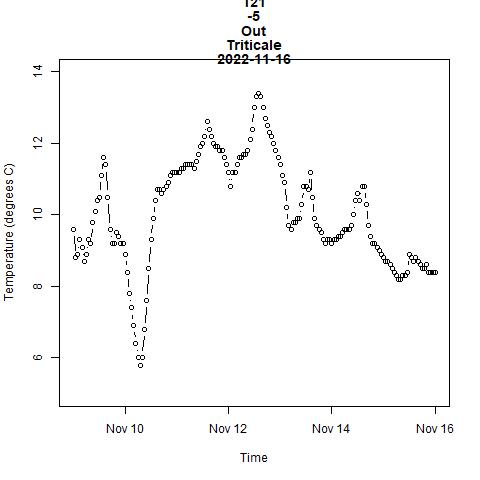 121
-5
Out
Triticale
2022-11-16
14
12
10
8
6
Temperature (degrees C)
Nov 10
Nov 12
Nov 14
Nov 16
Time